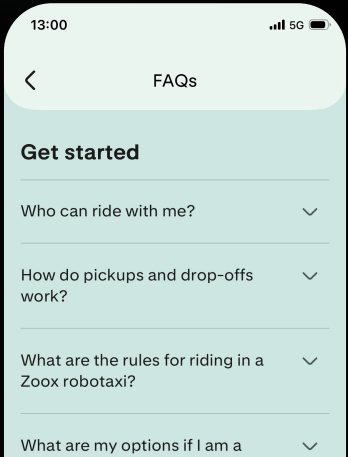 13:00 5G
FAQs
Get started
Who can ride with me?
How do pickups and drop-offs
work?
What are the rules for riding in a
Zoox robotaxi?
What are my options if I am a